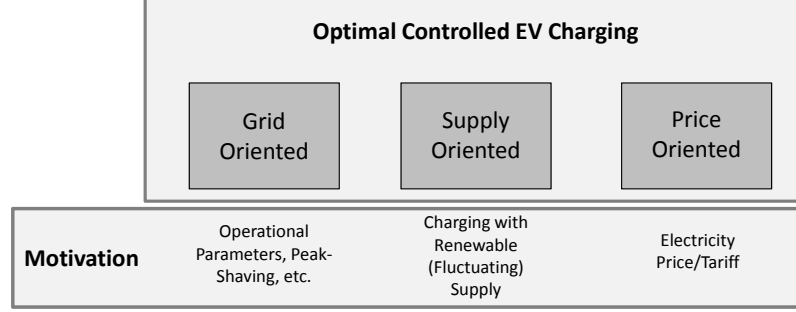 Optimal Controlled EV Charging
Grid
Oriented
Supply
Oriented
Price
Oriented
Motivation
Operational
Parameters, Peak-
Shaving, etc.
Charging with
Renewable
(Fluctuating)
Supply
Electricity
Price/Tariff